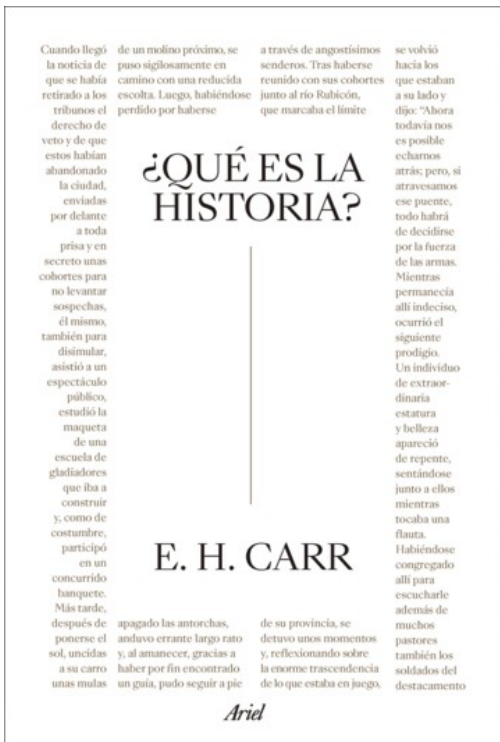 ¿QUÉ ES LA
HISTORIA?
E. H. CARR
Cuando llegó
la noticia de
que se había
retirado a los
tribunos el
derecho de
veto y de que
estos habían
abandonado
la ciudad,
enviadas
por delante
a toda
prisa y en
secreto unas
cohortes para
no levantar
sospechas,
él mismo,
también para
disimular,
asistió a un
espectáculo
público,
estudió la
maqueta
de una
escuela de
gladiadores
que iba a
construir
y, como de
costumbre,
participó
en un
concurrido
banquete.
Más tarde,
después de
ponerse el
sol, uncidas
a su carro
unas mulas
de un molino próximo, se
puso sigilosamente en
camino con una reducida
escolta. Luego, habiéndose
perdido por haberse
apagado las antorchas,
anduvo errante largo rato
y, al amanecer, gracias a
haber por fin encontrado
un guía, pudo seguir a pie
a través de angostísimos
senderos. Tras haberse
reunido con sus cohortes
junto al río Rubicón,
que marcaba el límite
de su provincia, se
detuvo unos momentos
y, reflexionando sobre
la enorme trascendencia
de lo que estaba en juego,
se volvió
hacia los
que estaban
a su lado y
dijo: “Ahora
todavía nos
es posible
echarnos
atrás; pero, si
atravesamos
ese puente,
todo habrá
de decidirse
por la fuerza
de las armas.
Mientras
permanecía
allí indeciso,
ocurrió el
siguiente
prodigio.
Un individuo
de extraor-
dinaria
estatura
y belleza
apareció
de repente,
sentándose
junto a ellos
mientras
tocaba una
flauta.
Habiéndose
congregado
allí para
escucharle
además de
muchos
pastores
también los
soldados del
destacamento
Ariel